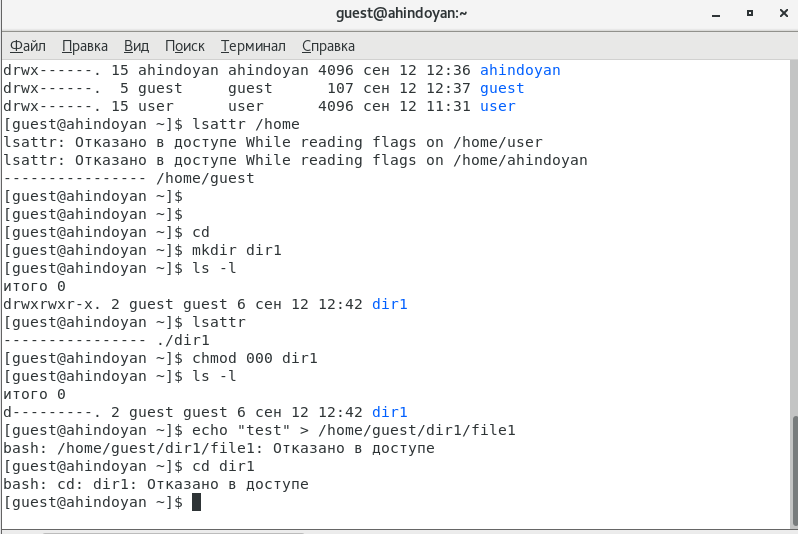 guest@ahindoyan:~
Файл Правка Вид Поиск Терминал Справка
drwx------. 15 ahindoyan ahindoyan 4096 сен 12 12:36 ahindoyan
drwx------.  5 guest     guest      107 сен 12 12:37 guest
drwx------. 15 user      user      4096 сен 12 11:31 user
[guest@ahindoyan ~]$ lsattr /home
lsattr: Отказано в доступе While reading flags on /home/user
lsattr: Отказано в доступе While reading flags on /home/ahindoyan
---------------- /home/guest
[guest@ahindoyan ~]$
[guest@ahindoyan ~]$
[guest@ahindoyan ~]$ cd
[guest@ahindoyan ~]$ mkdir dir1
[guest@ahindoyan ~]$ ls -l
итого 0
drwxrwxr-x. 2 guest guest 6 сен 12 12:42 dir1
[guest@ahindoyan ~]$ lsattr
---------------- ./dir1
[guest@ahindoyan ~]$ chmod 000 dir1
[guest@ahindoyan ~]$ ls -l
итого 0
d---------. 2 guest guest 6 сен 12 12:42 dir1
[guest@ahindoyan ~]$ echo "test" > /home/guest/dir1/file1
bash: /home/guest/dir1/file1: Отказано в доступе
[guest@ahindoyan ~]$ cd dir1
bash: cd: dir1: Отказано в доступе
[guest@ahindoyan ~]$